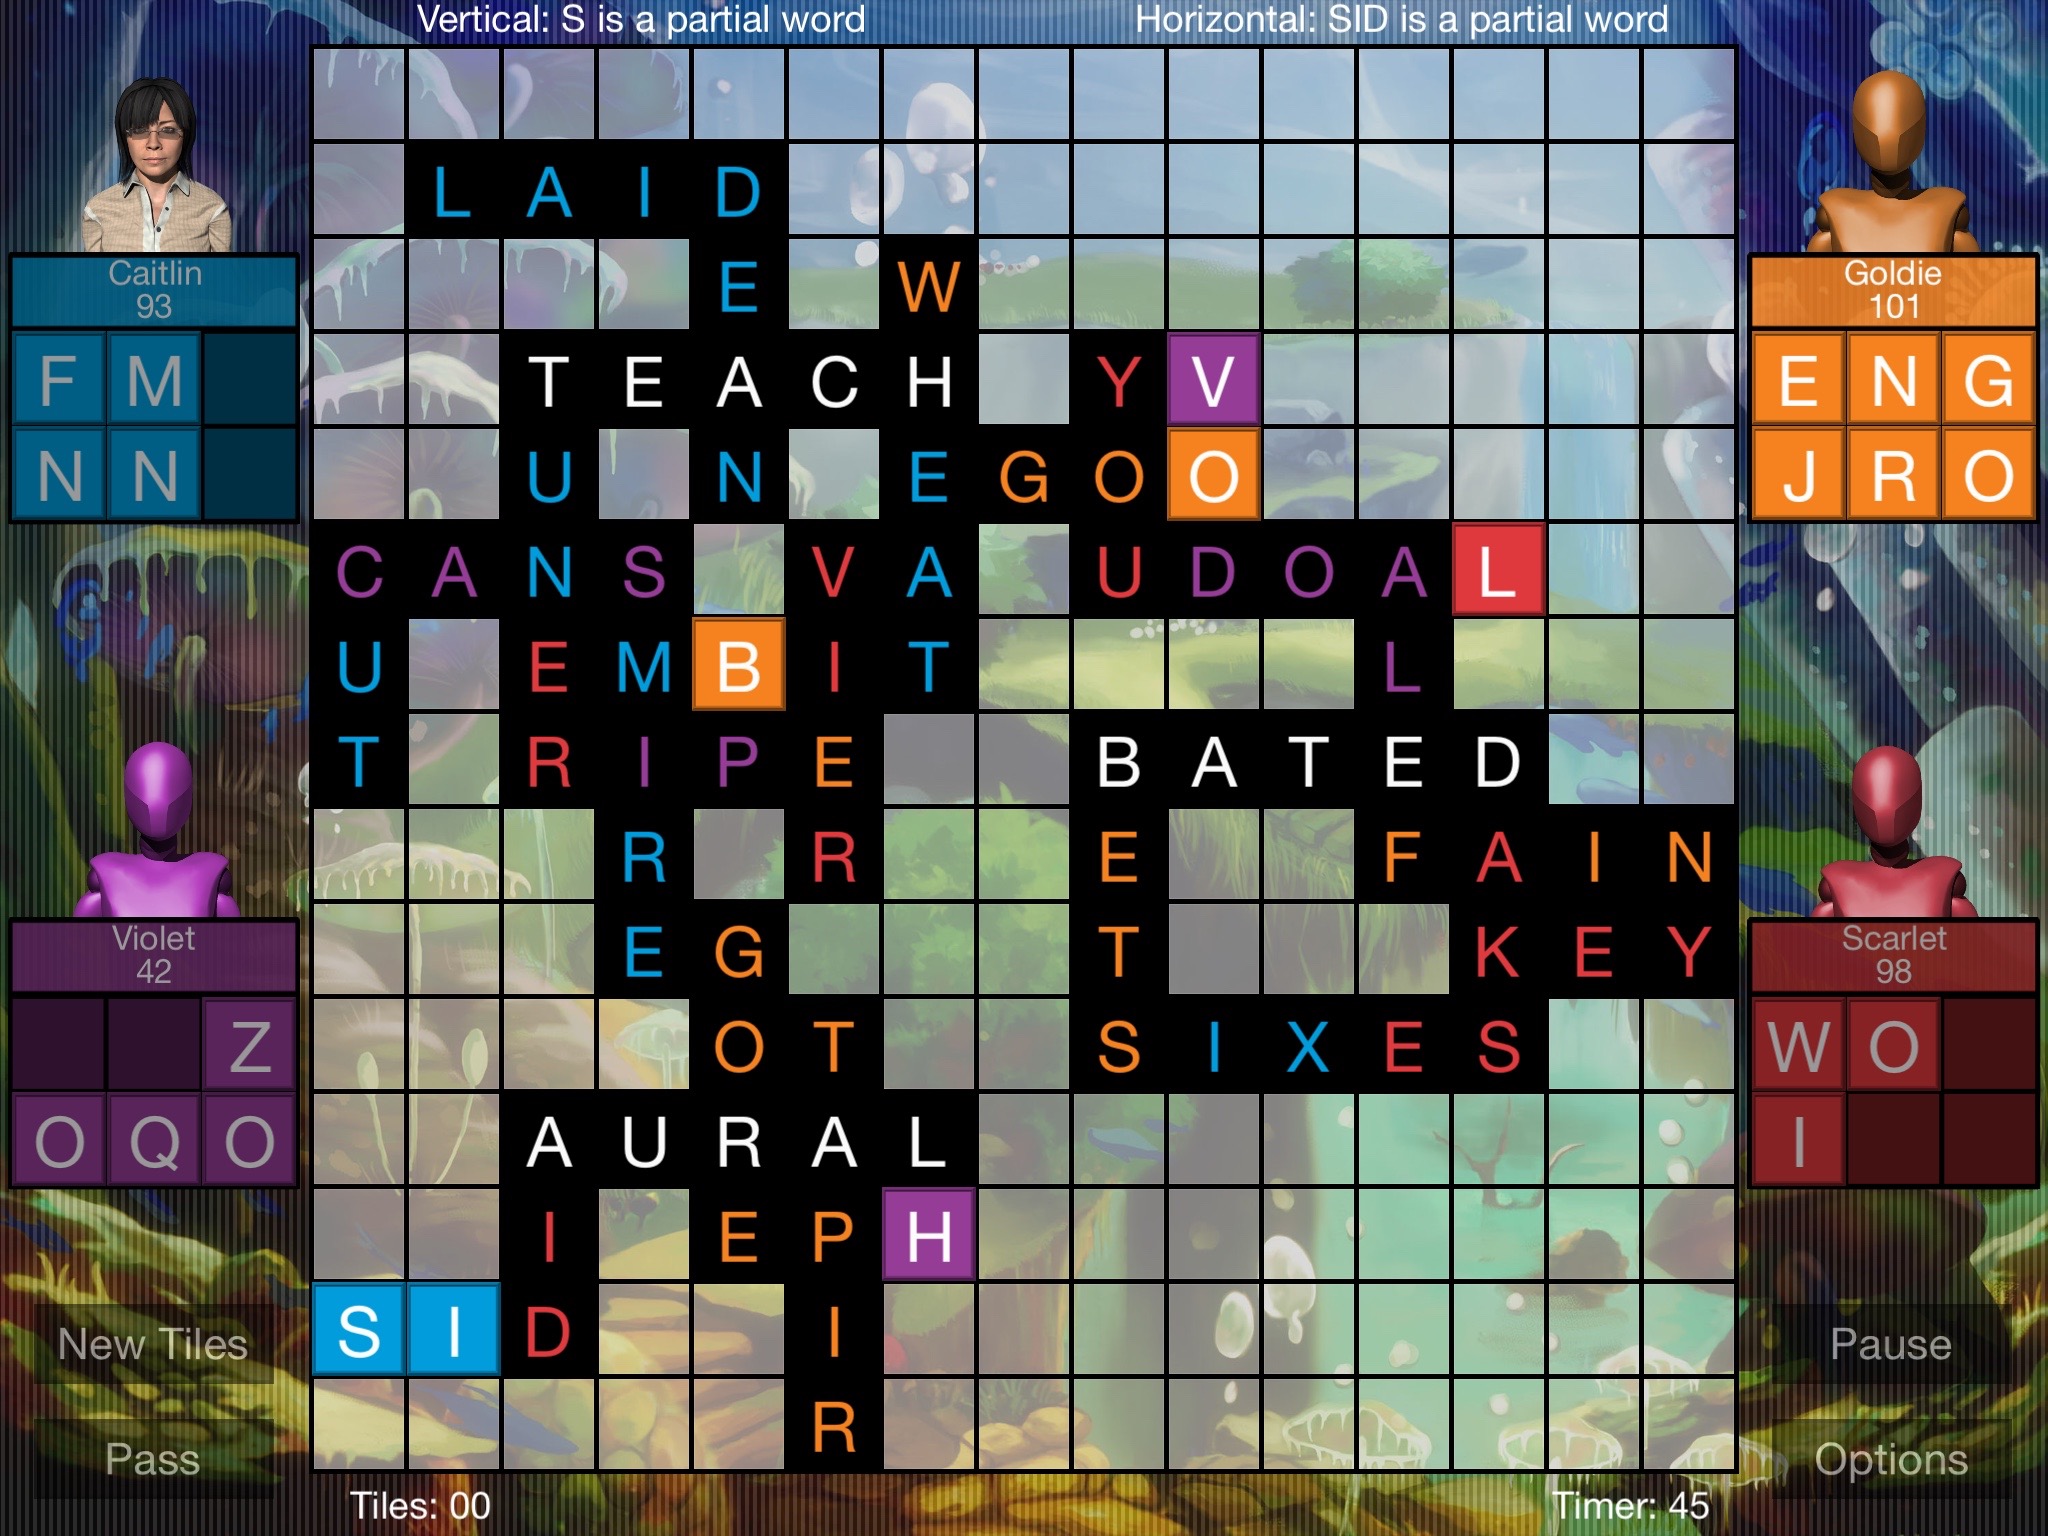 Vertical: S is a partial word Horizontal: SID is a partial word
L A I D
E W
Caitlin
93
Goldie
101
T E A C H Y V
F M
E N G
U N E G O O
N N
J R O
C A N S V A U D O A L
U E M B I T L
T R I P E B A T E D
R R E F A I N
E G T K E Y
Violet
42
Scarlet
98
O T S I X E S
Z
W O
A U R A L
O Q O
I
I E P H
S I D I
New Tiles
Pause
R
Pass
Options
Tiles: 00
Timer: 45